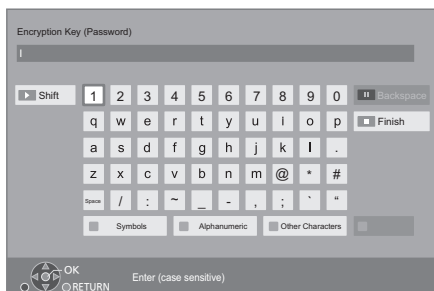 Encryption Key (Password)
I
Shift 1 2 3 4 5 6 7 8 9 0 Backspace
q w e r t y u i o p Finish
a s d f g h j k l .
z x c v b n m @ * #
Space / : ~ _ - , ; ` “
Symbols Alphanumeric Other Characters
OK
RETURN
Enter (case sensitive)